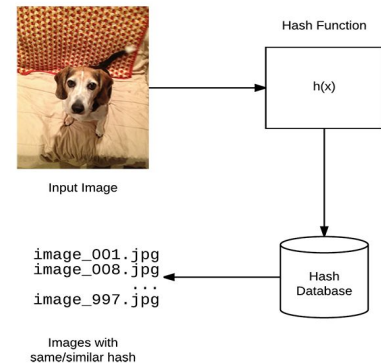 Hash Function
h(x)
Input Image
image_001.jpg
image_008.jpg
...
image_997.jpg
Hash
Database
Images with
same/similar hash